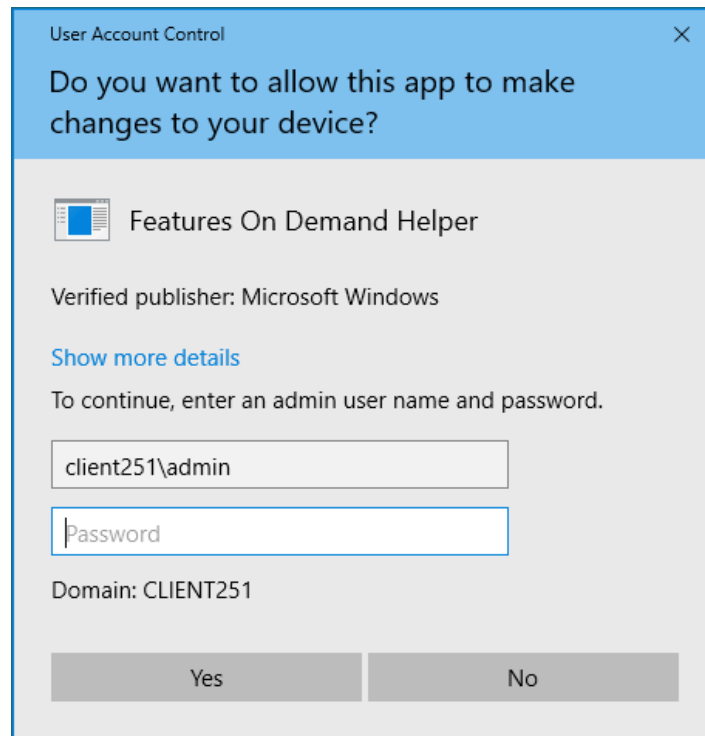 User Account Control
Do you want to allow this app to make
changes to your device?
Features On Demand Helper
Verified publisher: Microsoft Windows
Show more details
To continue, enter an admin user name and password.
client251\admin
Password
Domain: CLIENT251
Yes
No